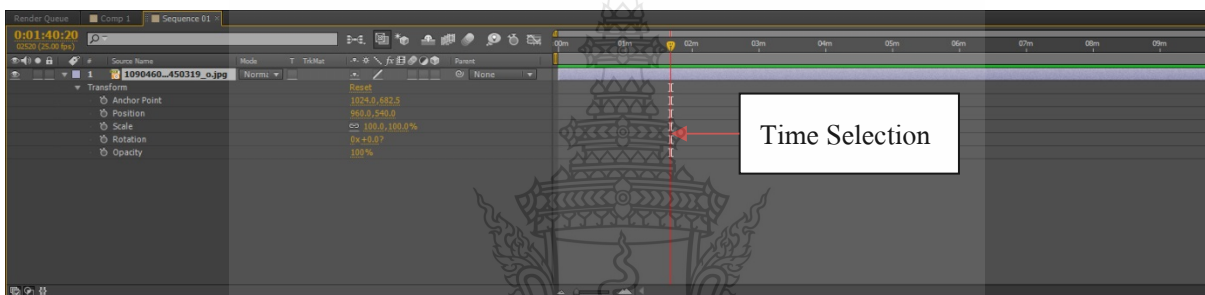 Render Queue Comp 1 Sequence 01 ×
0:01:40:20
02520 (25.00 fps)
:00m 01m 02m 03m 04m 05m 06m 07m 08m 09m
# Source Name Mode T TrkMat Parent
1 1090460...450319_o.jpg Norma None
Transform Reset
Anchor Point 1024.0,682.5
Position 960.0,540.0
Scale 100.0,100.0%
Rotation 0x+0.0?
Opacity 100%
Time Selection